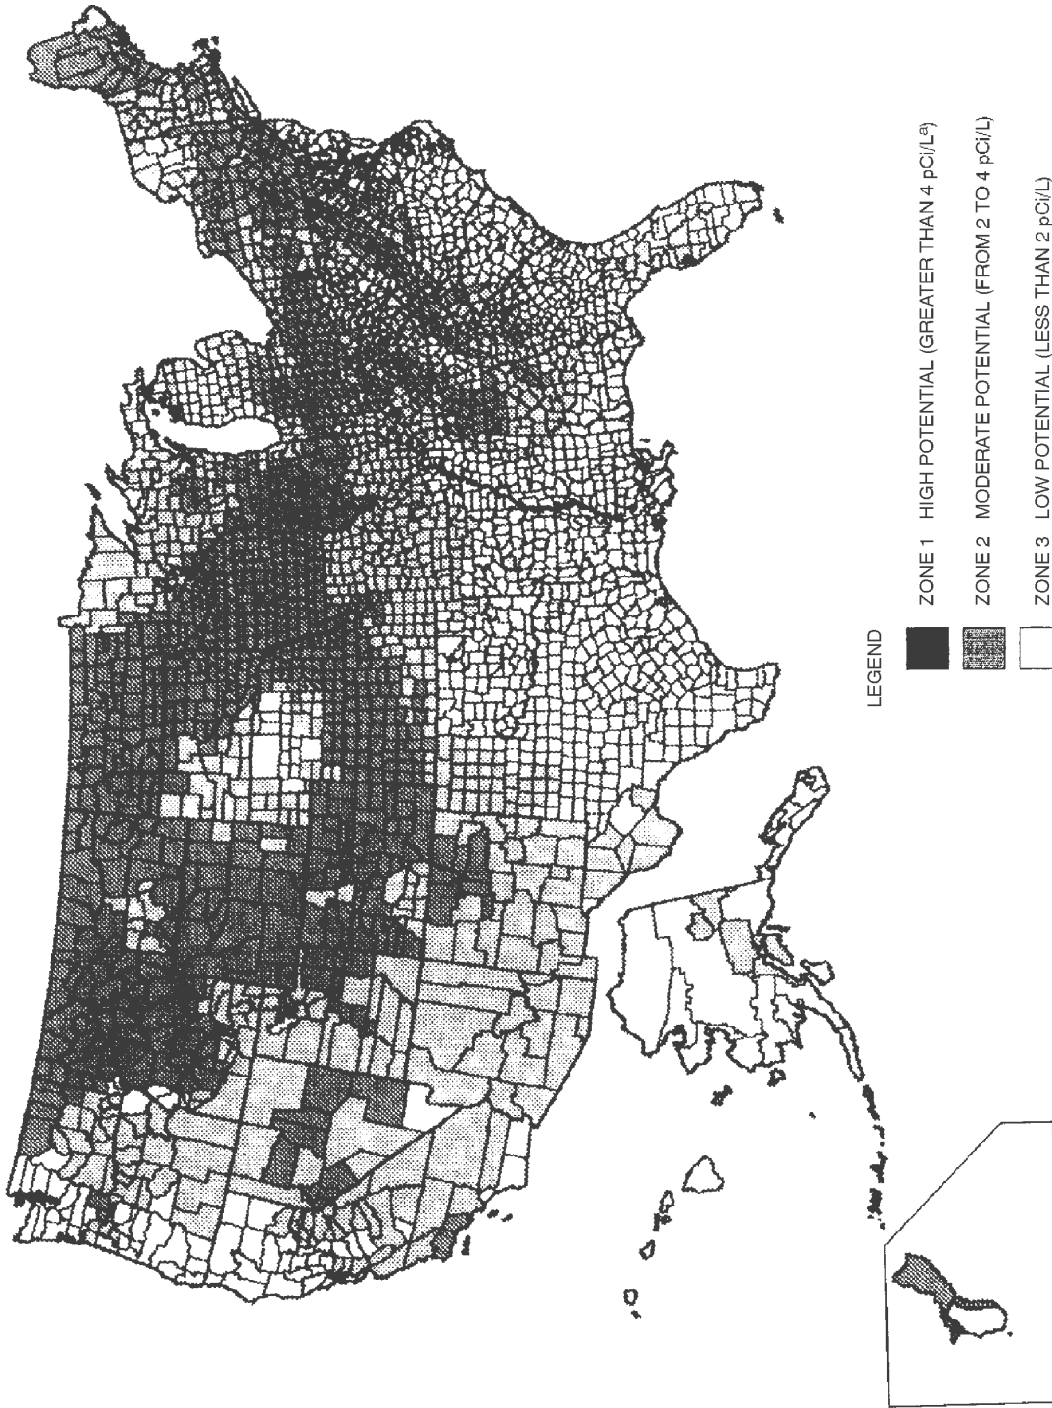 LEGEND
ZONE 1 HIGH POTENTIAL (GREATER THAN 4 pCi/Lª)
ZONE 2 MODERATE POTENTIAL (FROM 2 TO 4 pCi/L)
ZONE 3 LOW POTENTIAL (LESS THAN 2 pCi/L)